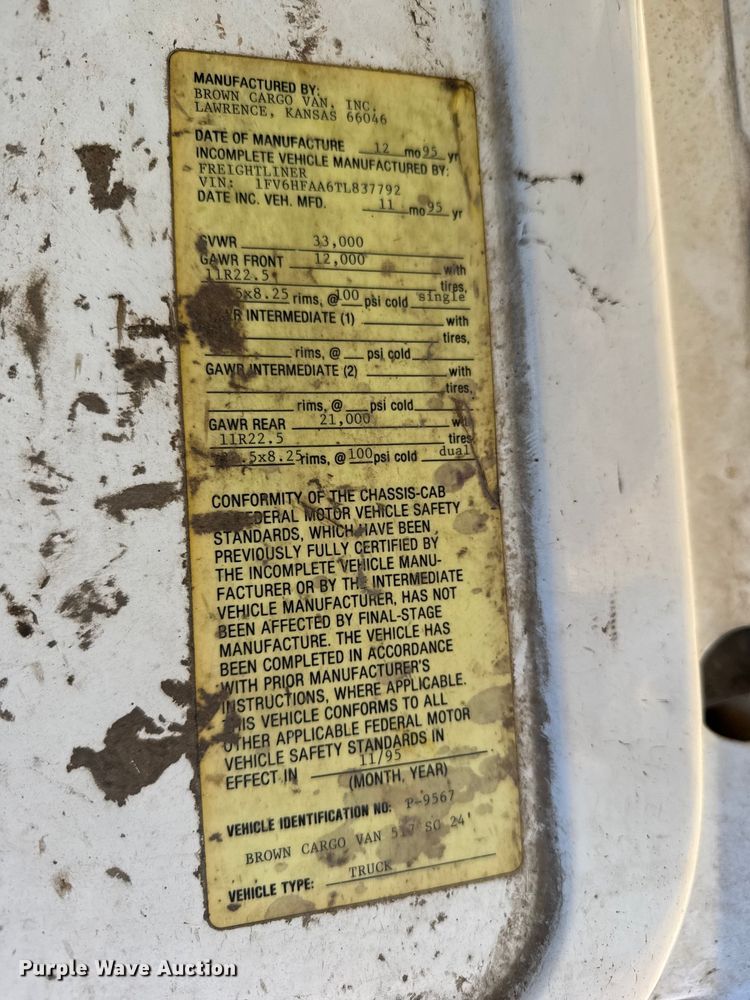 MANUFACTURED BY:
BROWN CARGO VAN, INC.
LAWRENCE, KANSAS 66046
DATE OF MANUFACTURE 12 mo 95 yr
INCOMPLETE VEHICLE MANUFACTURED BY:
FREIGHTLINER
VIN: 1FV6HFAA6TL837792
DATE INC. VEH. MFD. 11 mo 95 yr
GVWR 33,000
GAWR FRONT 12,000 with
11R22.5 tires,
5x8.25 rims, @ 100 psi cold single
INTERMEDIATE (1) with
tires,
rims, @ psi cold
GAWR INTERMEDIATE (2) with
tires,
rims, @ psi cold
GAWR REAR 21,000 with
11R22.5 tires
.5x8.25 rims, @ 100 psi cold dual
CONFORMITY OF THE CHASSIS-CAB
FEDERAL MOTOR VEHICLE SAFETY
STANDARDS, WHICH HAVE BEEN
PREVIOUSLY FULLY CERTIFIED BY
THE INCOMPLETE VEHICLE MANU-
FACTURER OR BY THE INTERMEDIATE
VEHICLE MANUFACTURER, HAS NOT
BEEN AFFECTED BY FINAL-STAGE
MANUFACTURE. THE VEHICLE HAS
BEEN COMPLETED IN ACCORDANCE
WITH PRIOR MANUFACTURER'S
INSTRUCTIONS, WHERE APPLICABLE.
THIS VEHICLE CONFORMS TO ALL
OTHER APPLICABLE FEDERAL MOTOR
VEHICLE SAFETY STANDARDS IN
EFFECT IN 11/95
(MONTH, YEAR)
VEHICLE IDENTIFICATION NO: P-9567
BROWN CARGO VAN 517 SO 24'
VEHICLE TYPE: TRUCK
Purple Wave Auction